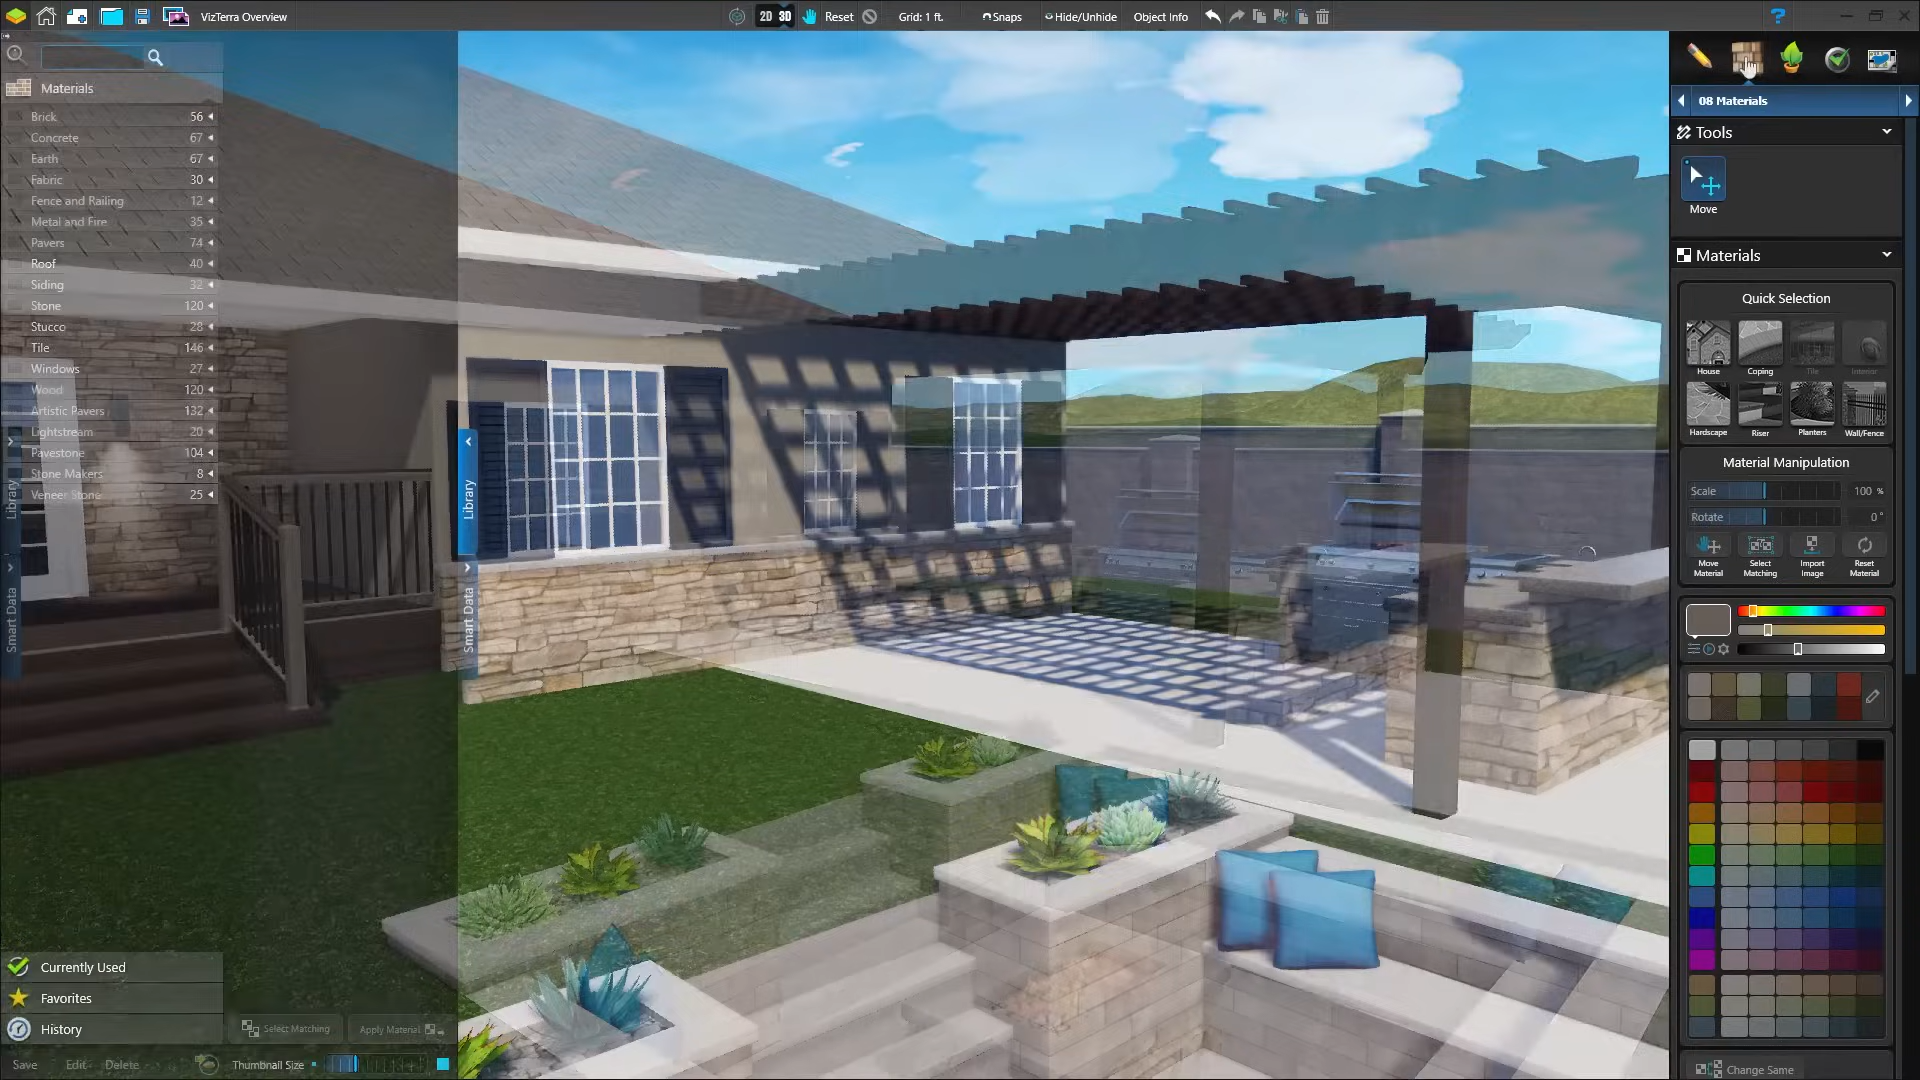 VizTerra Overview
2D 3D
Reset
Grid: 1 ft.
Snaps
Hide/Unhide
Object Info
?
Materials
Brick 56
Concrete 67
Earth 67
Fabric 30
Fence and Railing 12
Metal and Fire 35
Pavers 74
Roof 40
Siding 32
Stone 120
Stucco 28
Tile 146
Windows 27
Wood 120
Artistic Pavers 132
Lightstream 20
Pavestone 104
Stone Makers 8
Veneer Stone 25
Library
Smart Data
Library
Smart Data
Currently Used
Favorites
History
Select Matching
Apply Material
Save
Edit
Delete
Thumbnail Size
08 Materials
Tools
Move
Materials
Quick Selection
House
Coping
Tile
Interior
Hardscape
Riser
Planters
Wall/Fence
Material Manipulation
Scale 100 %
Rotate 0°
Move Material
Select Matching
Import Image
Reset Material
Change Same